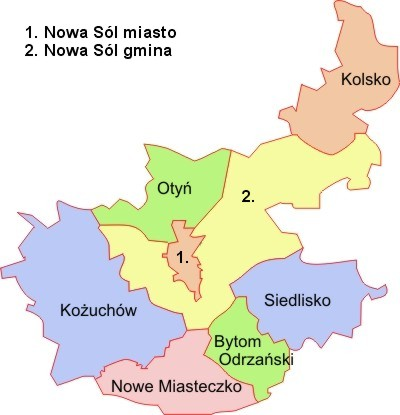 1. Nowa Sól miasto
2. Nowa Sól gmina
Kolsko
Otyń
2.
1.
Siedlisko
Kożuchów
Bytom
Odrzański
Nowe Miasteczko